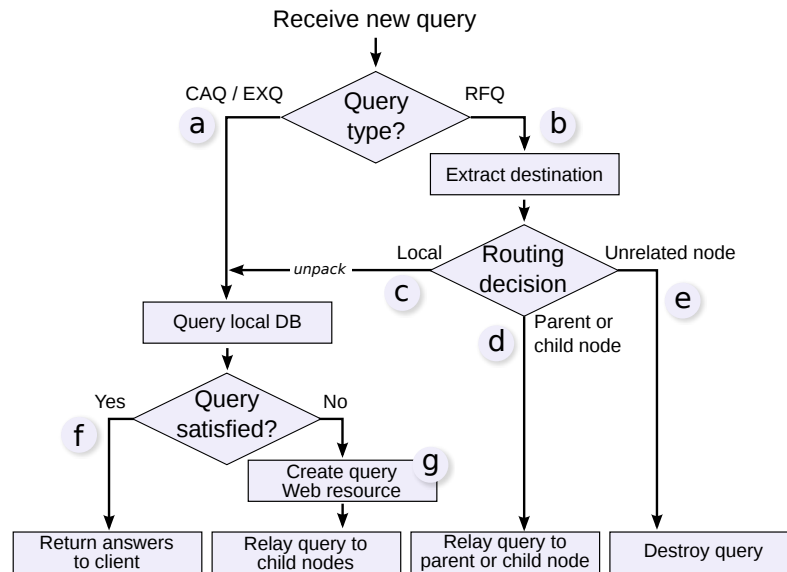 Receive new query
CAQ / EXQ
RFQ
Query
type?
a
b
Extract destination
Local
Routing
decision
Unrelated node
unpack
c
e
Query local DB
d
Parent or
child node
Yes
Query
satisfied?
No
f
g
Create query
Web resource
Return answers
to client
Relay query to
child nodes
Relay query to
parent or child node
Destroy query